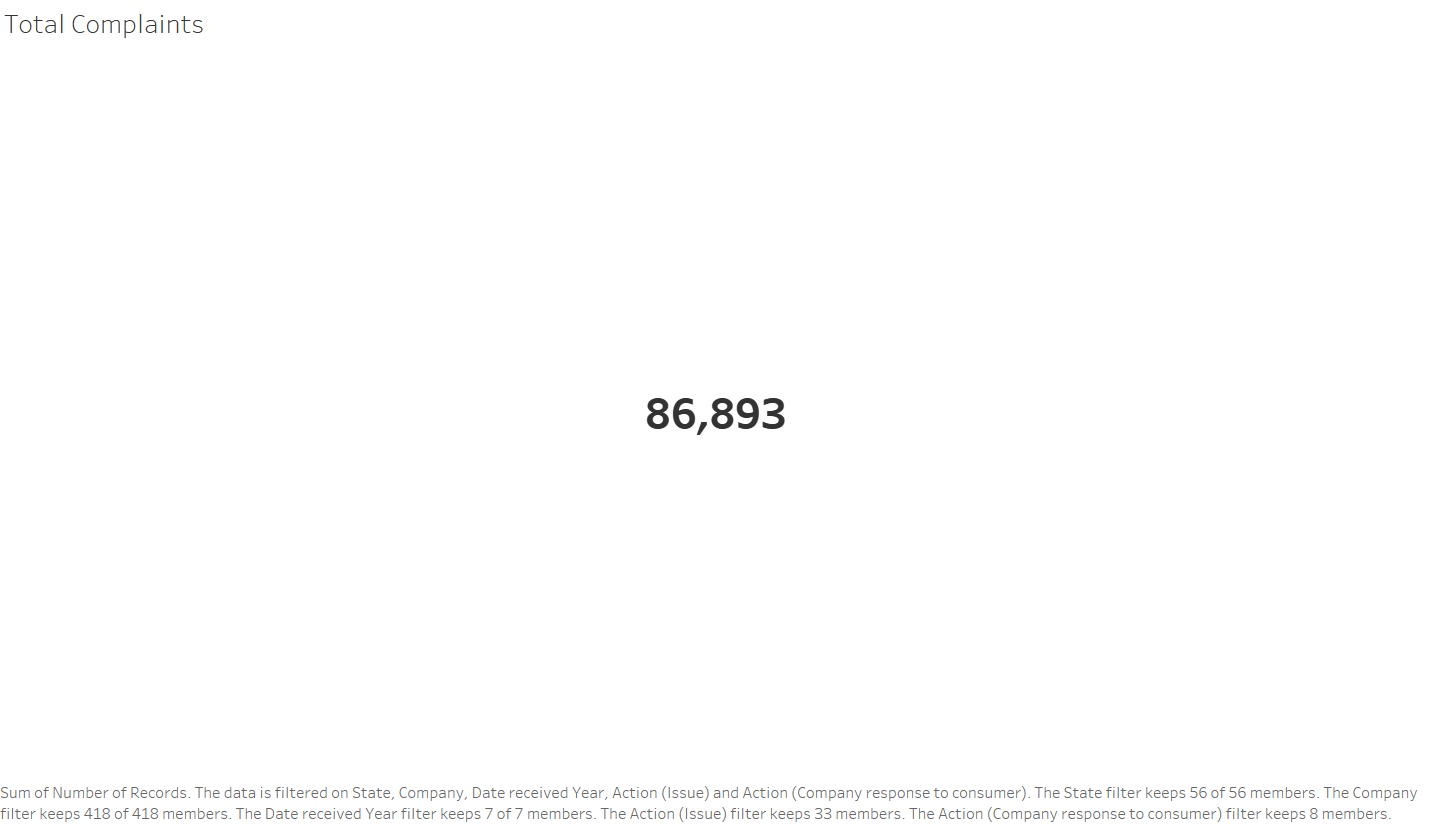 Total Complaints
86,893
Sum of Number of Records. The data is filtered on State, Company, Date received Year, Action (Issue) and Action (Company response to consumer). The State filter keeps 56 of 56 members. The Company
filter keeps 418 of 418 members. The Date received Year filter keeps 7 of 7 members. The Action (Issue) filter keeps 33 members. The Action (Company response to consumer) filter keeps 8 members.